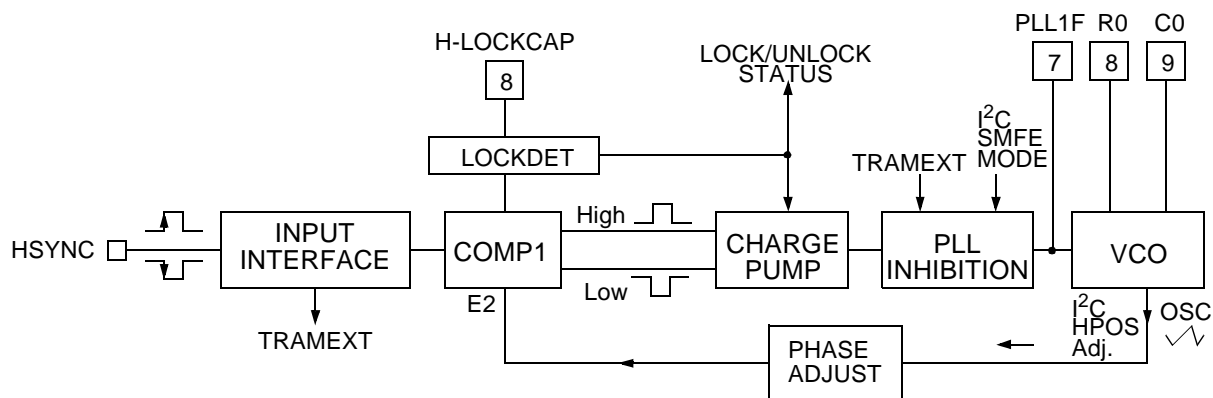 H-LOCKCAP
8
LOCK/UNLOCK
STATUS
PLL1F R0 C0
7 8 9
LOCKDET
I2C
SMFE
MODE
TRAMEXT
HSYNC
INPUT
INTERFACE
COMP1
High
Low
CHARGE
PUMP
PLL
INHIBITION
VCO
E2
TRAMEXT
I2C
HPOS
Adj.
OSC
PHASE
ADJUST